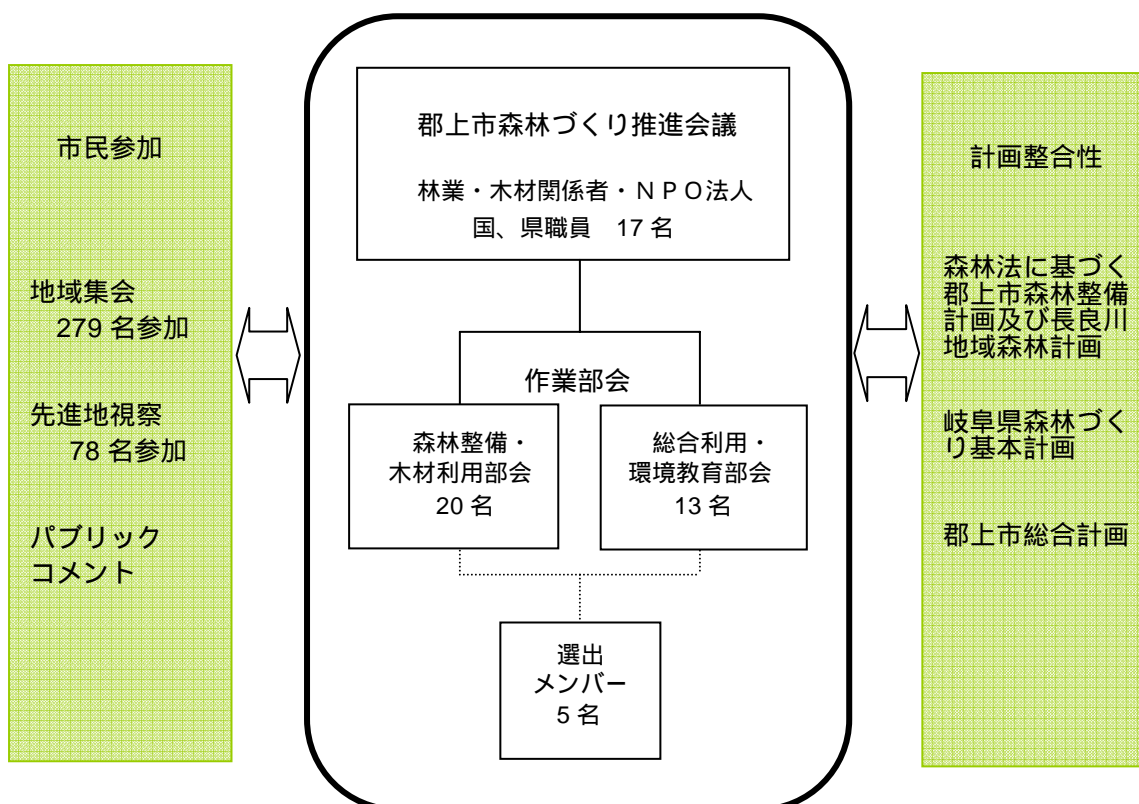 市民参加
地域集会
279 名参加
先進地視察
78 名参加
パブリック
コメント
郡上市森林づくり推進会議
林業・木材関係者・ＮＰＯ法人
国、県職員　17 名
作業部会
森林整備・
木材利用部会
20 名
総合利用・
環境教育部会
13 名
選出
メンバー
5 名
計画整合性
森林法に基づく
郡上市森林整備
計画及び長良川
地域森林計画
岐阜県森林づく
り基本計画
郡上市総合計画